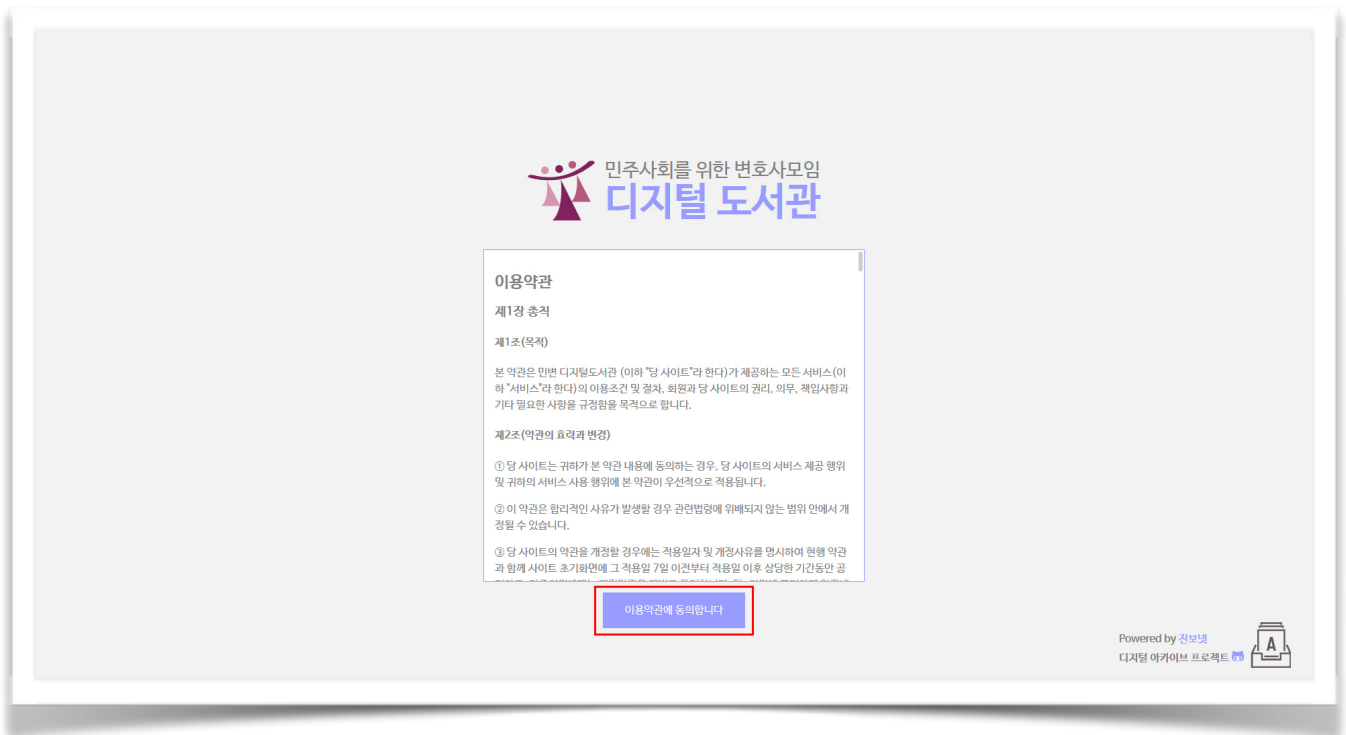 민주사회를 위한 변호사모임
디지털 도서관
이용약관
제1장 총칙
제1조(목적)
본 약관은 민변 디지털도서관 (이하 "당 사이트"라 한다)가 제공하는 모든 서비스(이
하 "서비스"라 한다)의 이용조건 및 절차, 회원과 당 사이트의 권리, 의무, 책임사항과
기타 필요한 사항을 규정함을 목적으로 합니다.
제2조(약관의 효력과 변경)
① 당 사이트는 귀하가 본 약관 내용에 동의하는 경우, 당 사이트의 서비스 제공 행위
및 귀하의 서비스 사용 행위에 본 약관이 우선적으로 적용됩니다.
② 이 약관은 합리적인 사유가 발생할 경우 관련법령에 위배되지 않는 범위 안에서 개
정될 수 있습니다.
③ 당 사이트의 약관을 개정할 경우에는 적용일자 및 개정사유를 명시하여 현행 약관
과 함께 사이트 초기화면에 그 적용일 7일 이전부터 적용일 이후 상당한 기간동안 공
이용약관에 동의합니다
Powered by 진보넷
디지털 아카이브 프로젝트
A